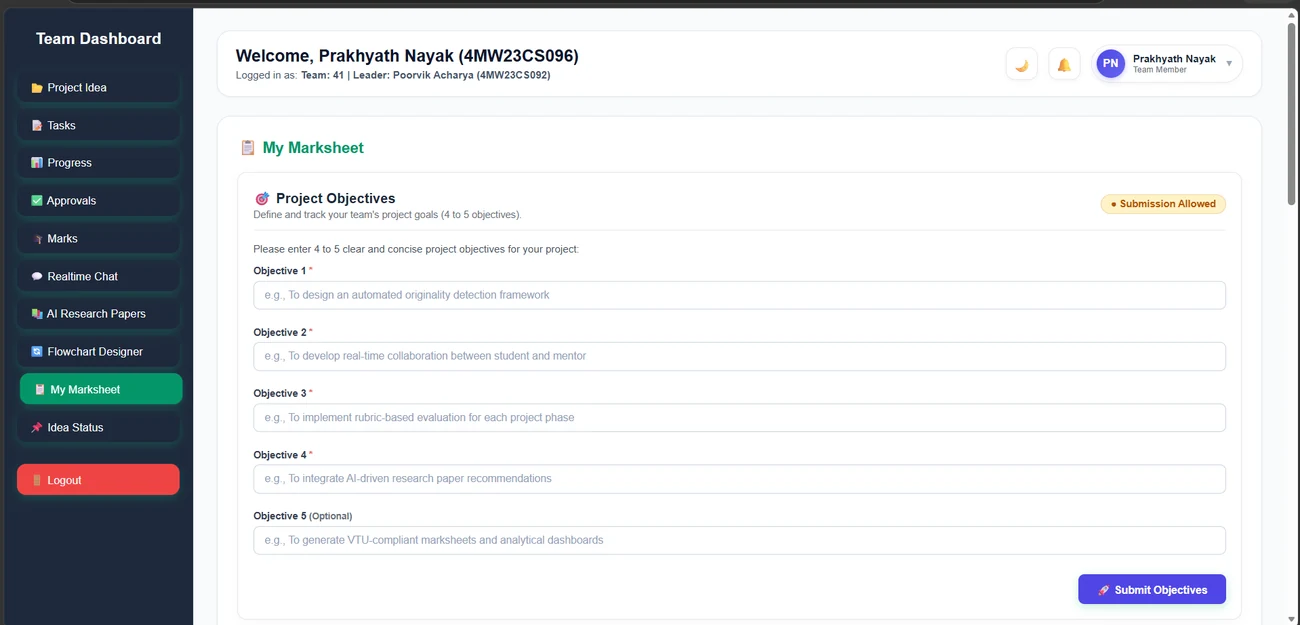 Team Dashboard
Project Idea
Tasks
Progress
Approvals
Marks
Realtime Chat
AI Research Papers
Flowchart Designer
My Marksheet
Idea Status
Logout
Welcome, Prakhyath Nayak (4MW23CS096)
Logged in as: Team: 41 | Leader: Poorvik Acharya (4MW23CS092)
PN
Prakhyath Nayak
Team Member
My Marksheet
Project Objectives
Define and track your team's project goals (4 to 5 objectives).
Submission Allowed
Please enter 4 to 5 clear and concise project objectives for your project:
Objective 1 *
e.g., To design an automated originality detection framework
Objective 2 *
e.g., To develop real-time collaboration between student and mentor
Objective 3 *
e.g., To implement rubric-based evaluation for each project phase
Objective 4 *
e.g., To integrate AI-driven research paper recommendations
Objective 5 (Optional)
e.g., To generate VTU-compliant marksheets and analytical dashboards
Submit Objectives